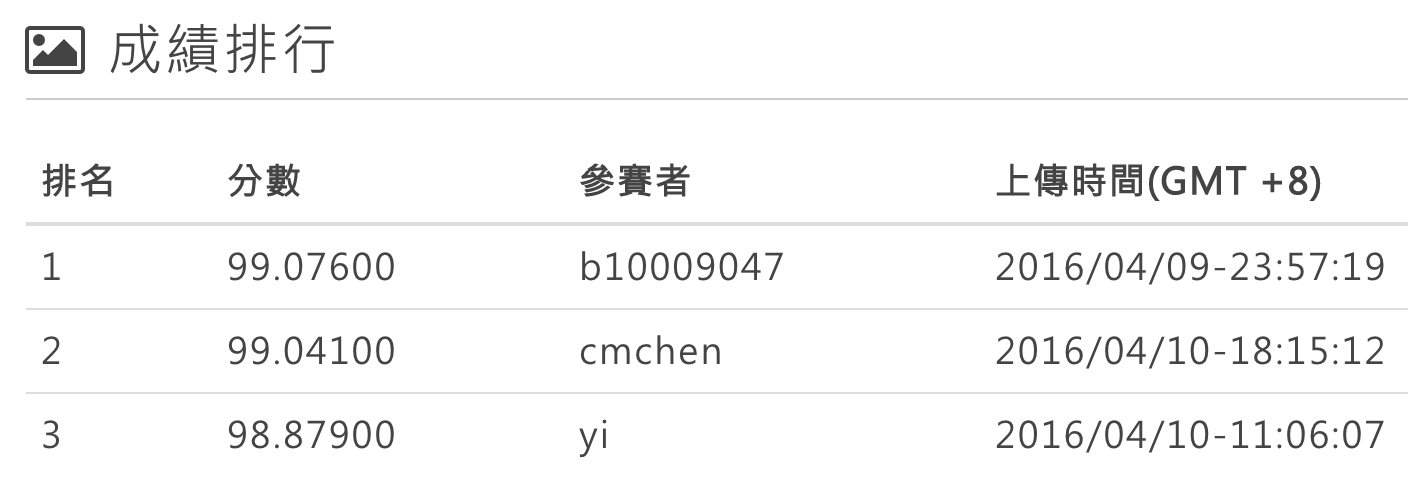 成績排行
排名 分數 參賽者 上傳時間(GMT +8)
1 99.07600 b10009047 2016/04/09-23:57:19
2 99.04100 cmchen 2016/04/10-18:15:12
3 98.87900 yi 2016/04/10-11:06:07